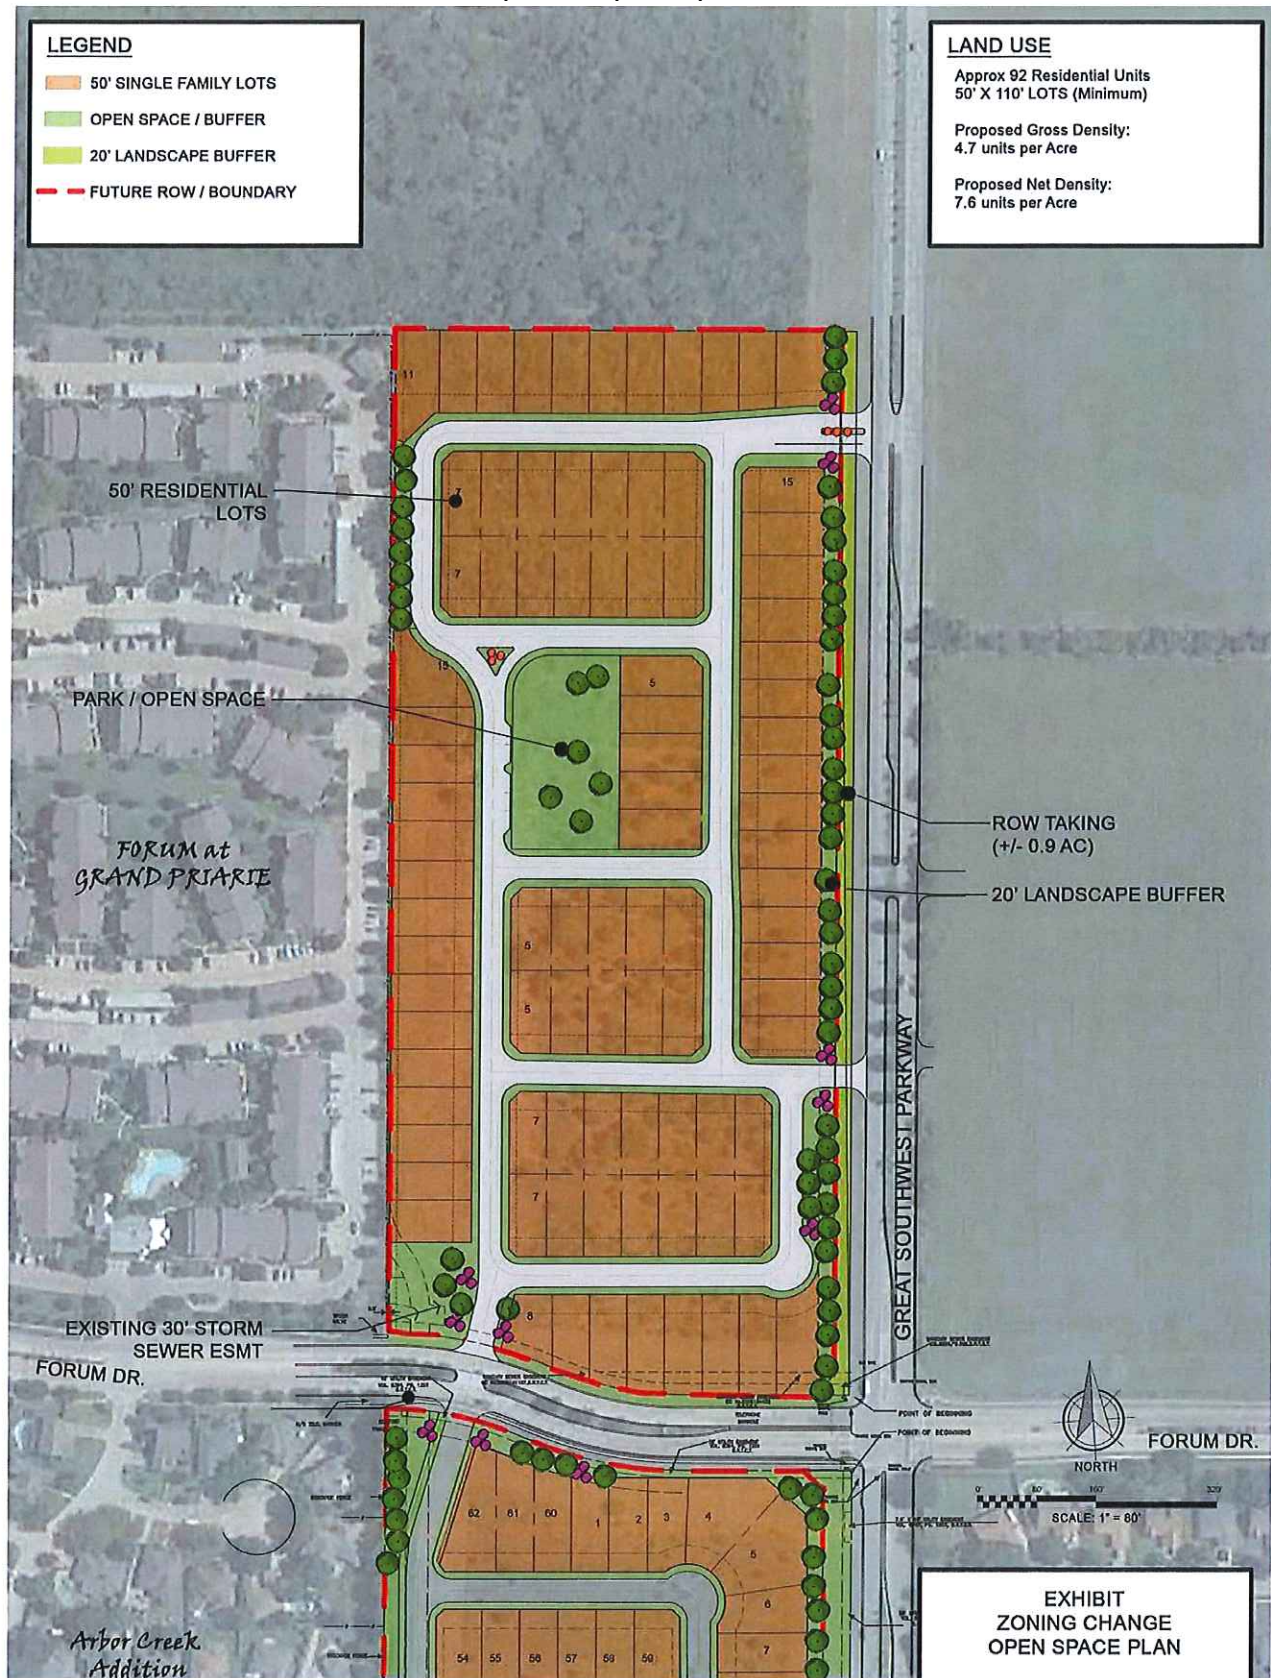 LEGEND
50' SINGLE FAMILY LOTS
OPEN SPACE / BUFFER
20' LANDSCAPE BUFFER
FUTURE ROW / BOUNDARY
LAND USE
Approx 92 Residential Units
50' X 110' LOTS (Minimum)
Proposed Gross Density:
4.7 units per Acre
Proposed Net Density:
7.6 units per Acre
11
50' RESIDENTIAL
LOTS
7
7
15
15
PARK / OPEN SPACE
5
ROW TAKING
(+/- 0.9 AC)
FORUM at
GRAND PRIARIE
20' LANDSCAPE BUFFER
5
5
GREAT SOUTHWEST PARKWAY
7
7
8
EXISTING 30' STORM
SEWER ESMT
FORUM DR.
POINT OF BEGINNING
POINT OF BEGINNING
FORUM DR.
NORTH
0' 80' 160' 320'
SCALE: 1" = 80'
62 61 60 1 2 3 4
5
6
7
54 55 56 57 58 59
Arbor Creek
Addition
EXHIBIT
ZONING CHANGE
OPEN SPACE PLAN